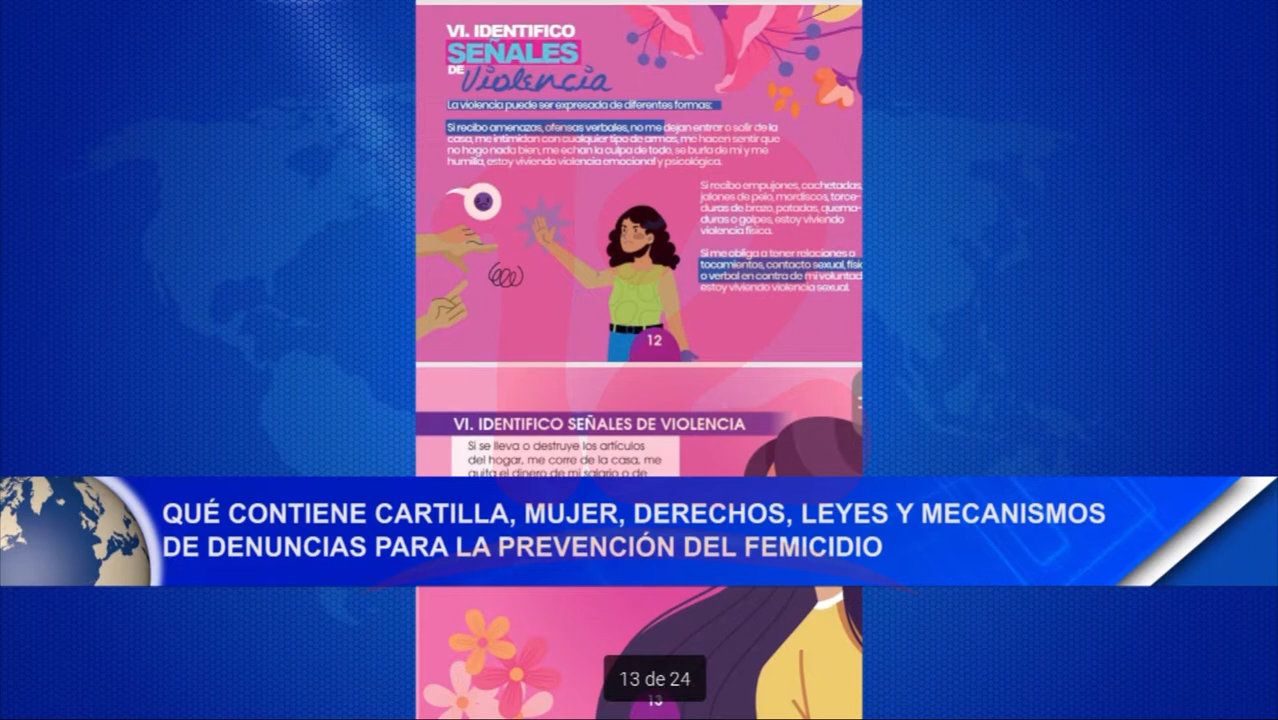 VI. IDENTIFICO
SEÑALES
DE Violencia
La violencia puede ser expresada de diferentes formas:
Si recibo amenazas, ofensas verbales, no me dejan entrar o salir de la
casa, me intimidan con cualquier tipo de armas, me hacen sentir que
no hago nada bien, me echan la culpa de todo, se burla de mi y me
humilla, estoy viviendo violencia emocional y psicológica.
Si recibo empujones, cachetadas,
jalones de pelo, mordiscos, torce-
duras de brazo, patadas, quema-
duras o golpes, estoy viviendo
violencia física.
Si me obliga a tener relaciones o
tocamientos, contacto sexual, físic
o verbal en contra de mi voluntad
estoy viviendo violencia sexual.
12
VI. IDENTIFICO SEÑALES DE VIOLENCIA
Si se lleva o destruye los artículos
del hogar, me corre de la casa, me
quita el dinero de mi salario o de
QUÉ CONTIENE CARTILLA, MUJER, DERECHOS, LEYES Y MECANISMOS
DE DENUNCIAS PARA LA PREVENCIÓN DEL FEMICIDIO
13 de 24
13